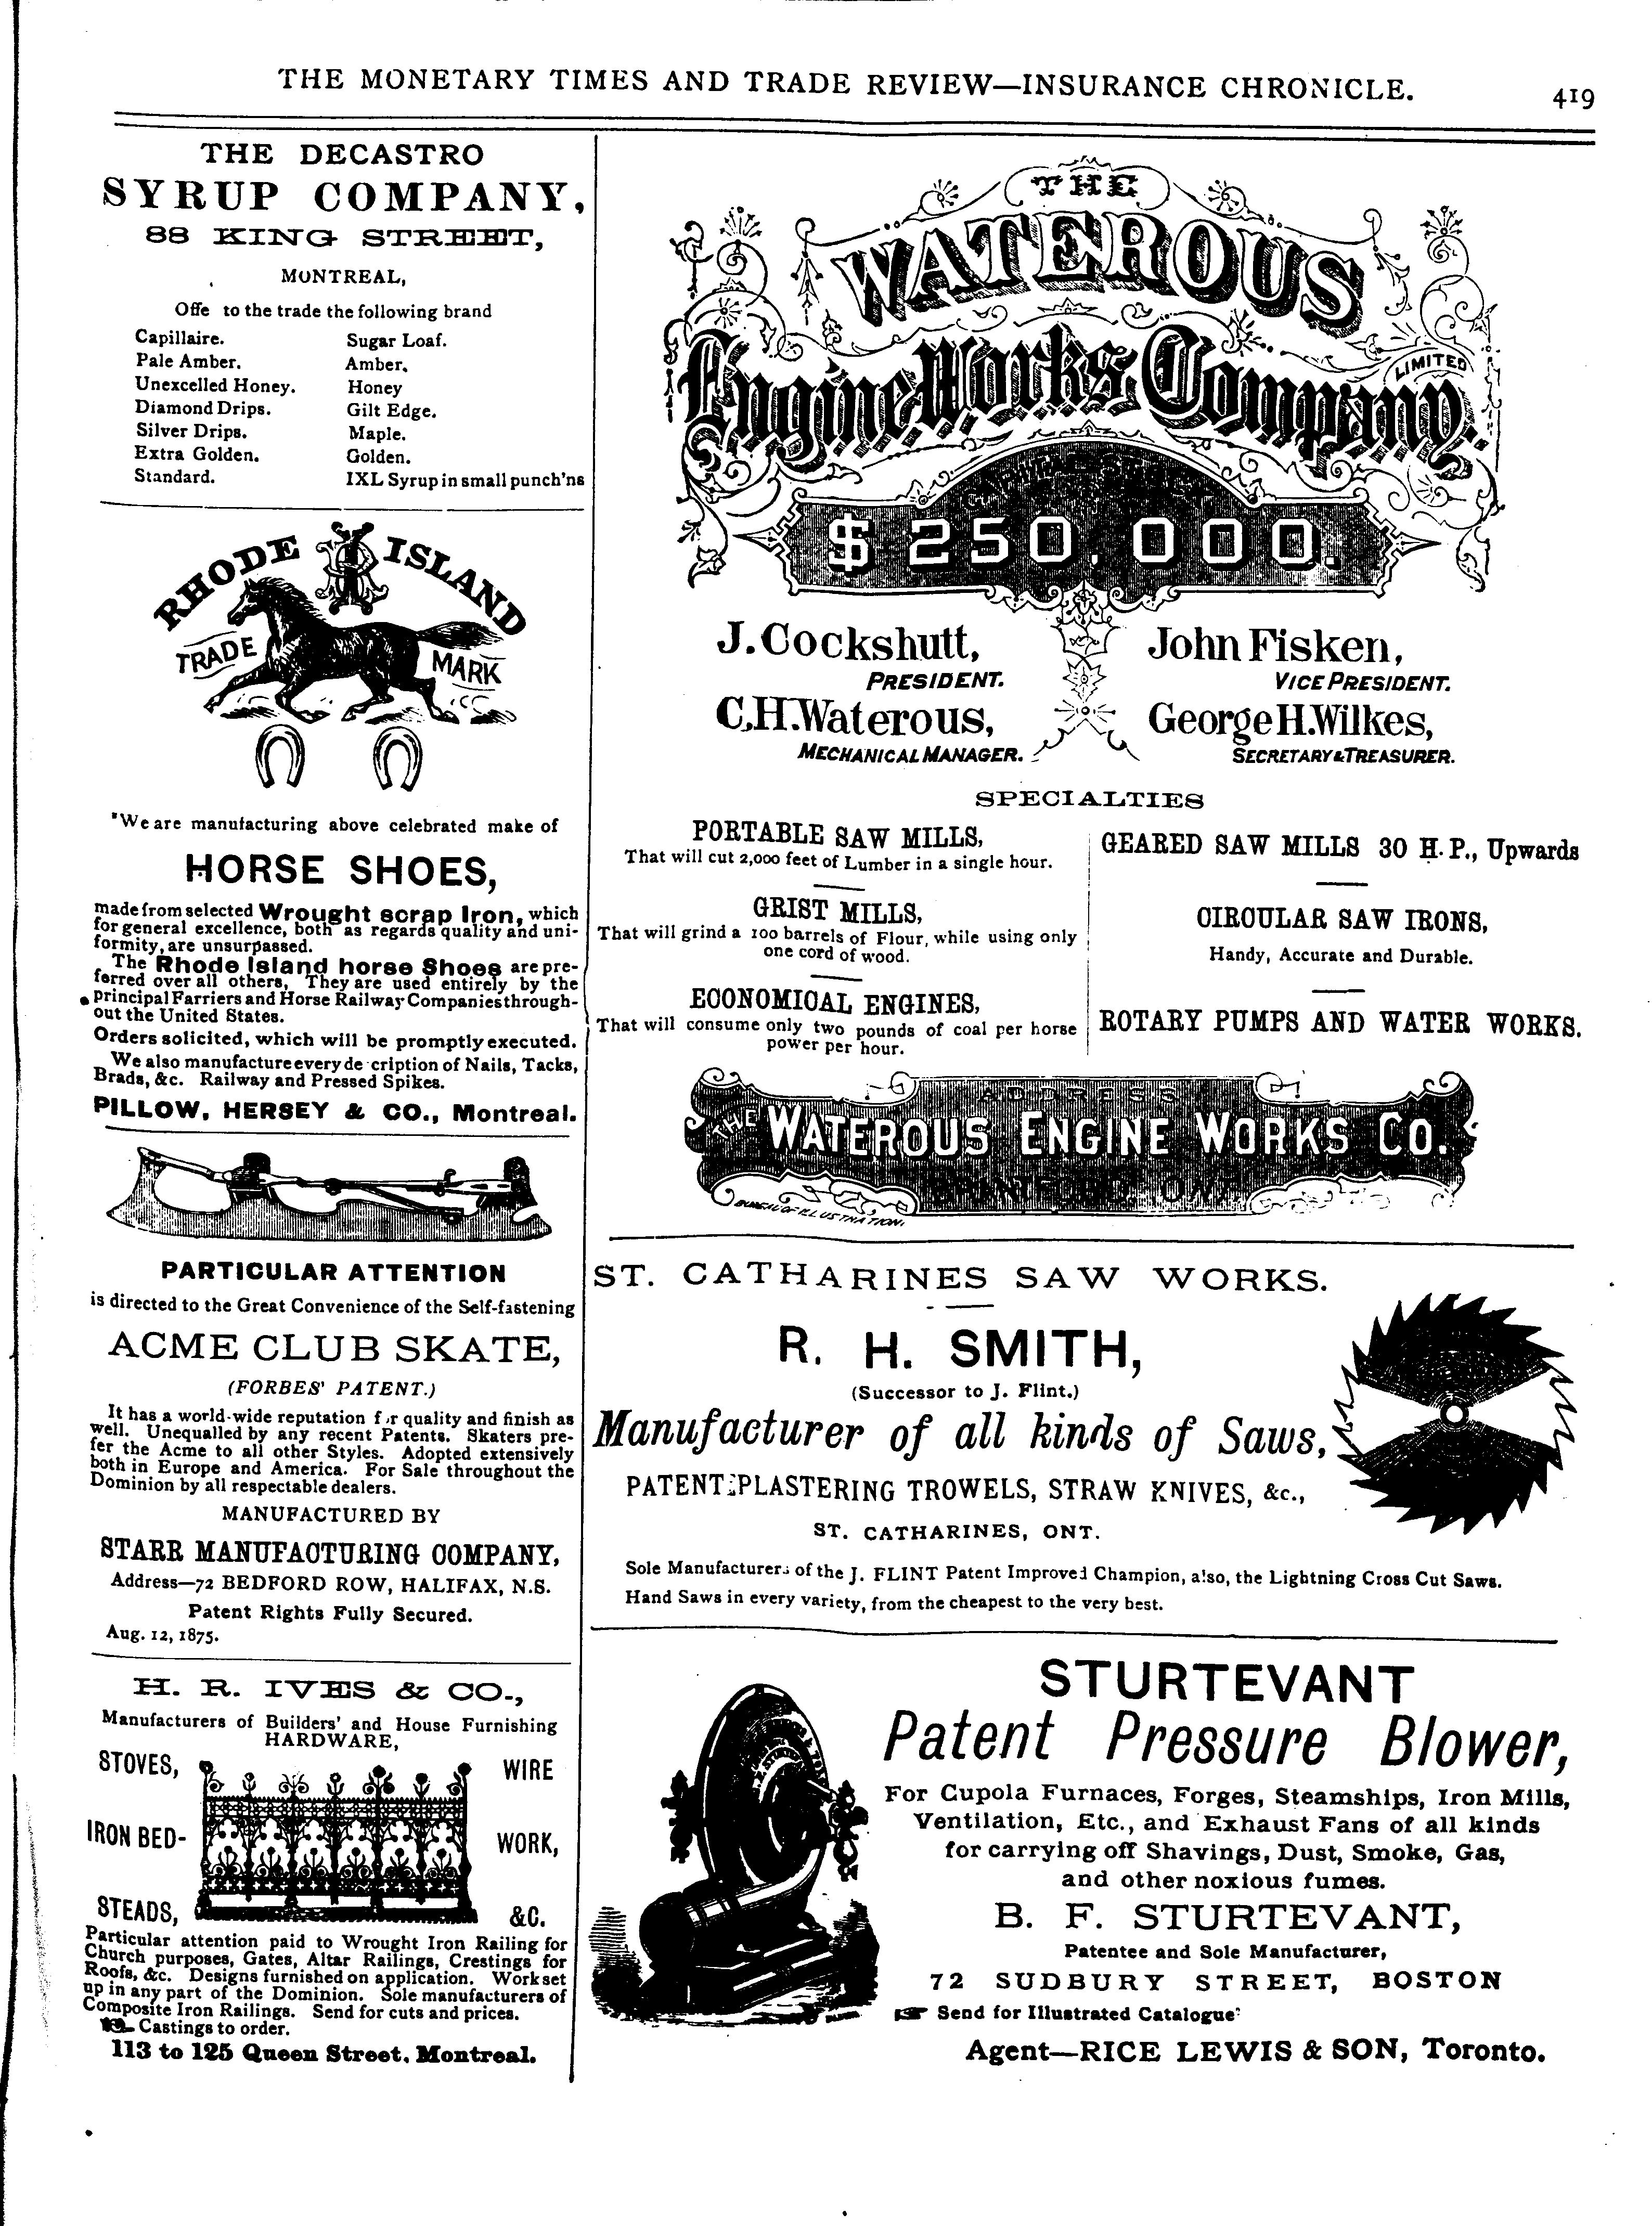 THE MONETARY TIMES AND TRADE REVIEW—INSURANCE CHRONICLE.
419
THE DECASTRO
SYRUP COMPANY,
88 KING STREET,
MONTREAL,
Offe to the trade the following brand
Capillaire.
Pale Amber.
Unexcelled Honey.
Diamond Drips.
Silver Drips.
Extra Golden.
Standard.
Sugar Loaf.
Amber.
Honey
Gilt Edge.
Maple.
Golden.
IXL Syrup in small punch'ns
RHODE ISLAND
TRADE MARK
"We are manufacturing above celebrated make of
HORSE SHOES,
made from selected Wrought scrap Iron, which
for general excellence, both as regards quality and uni-
formity, are unsurpassed.
The Rhode Island horse Shoes are pre-
ferred over all others, They are used entirely by the
principal Farriers and Horse Railway Companies through-
out the United States.
Orders solicited, which will be promptly executed.
We also manufacture every de cription of Nails, Tacks,
Brads, &c. Railway and Pressed Spikes.
PILLOW, HERSEY & CO., Montreal.
PARTICULAR ATTENTION
is directed to the Great Convenience of the Self-fastening
ACME CLUB SKATE,
(FORBES' PATENT.)
It has a world-wide reputation f r quality and finish as
well. Unequalled by any recent Patents. Skaters pre-
fer the Acme to all other Styles. Adopted extensively
both in Europe and America. For Sale throughout the
Dominion by all respectable dealers.
MANUFACTURED BY
STARR MANUFACTURING COMPANY,
Address—72 BEDFORD ROW, HALIFAX, N.S.
Patent Rights Fully Secured.
Aug. 12, 1875.
H. R. IVES & CO.,
Manufacturers of Builders' and House Furnishing
HARDWARE,
STOVES,
WIRE
IRON BED-
WORK,
STEADS,
&C.
Particular attention paid to Wrought Iron Railing for
Church purposes, Gates, Altar Railings, Crestings for
Roofs, &c. Designs furnished on application. Work set
up in any part of the Dominion. Sole manufacturers of
Composite Iron Railings. Send for cuts and prices.
Castings to order.
113 to 125 Queen Street, Montreal.
THE
WATEROUS
Engine Works Company
LIMITED
CAPITAL STOCK
$250,000.
J. Cockshutt,
PRESIDENT.
John Fisken,
VICE PRESIDENT.
C.H. Waterous,
MECHANICAL MANAGER.
George H. Wilkes,
SECRETARY & TREASURER.
SPECIALTIES
PORTABLE SAW MILLS,
That will cut 2,000 feet of Lumber in a single hour.
GRIST MILLS,
That will grind a 100 barrels of Flour, while using only
one cord of wood.
ECONOMICAL ENGINES,
That will consume only two pounds of coal per horse
power per hour.
GEARED SAW MILLS 30 H. P., Upwards
CIRCULAR SAW IRONS,
Handy, Accurate and Durable.
ROTARY PUMPS AND WATER WORKS.
ADDRESS
THE WATEROUS ENGINE WORKS CO.
BRANTFORD, ONT.
BUREAU OF ILLUSTRATION.
ST. CATHARINES SAW WORKS.
R. H. SMITH,
(Successor to J. Flint.)
Manufacturer of all kinds of Saws,
PATENT PLASTERING TROWELS, STRAW KNIVES, &c.,
ST. CATHARINES, ONT.
Sole Manufacturers of the J. FLINT Patent Improved Champion, also, the Lightning Cross Cut Saws.
Hand Saws in every variety, from the cheapest to the very best.
STURTEVANT
Patent Pressure Blower,
For Cupola Furnaces, Forges, Steamships, Iron Mills,
Ventilation, Etc., and Exhaust Fans of all kinds
for carrying off Shavings, Dust, Smoke, Gas,
and other noxious fumes.
B. F. STURTEVANT,
Patentee and Sole Manufacturer,
72 SUDBURY STREET, BOSTON
Send for Illustrated Catalogue
Agent—RICE LEWIS & SON, Toronto.